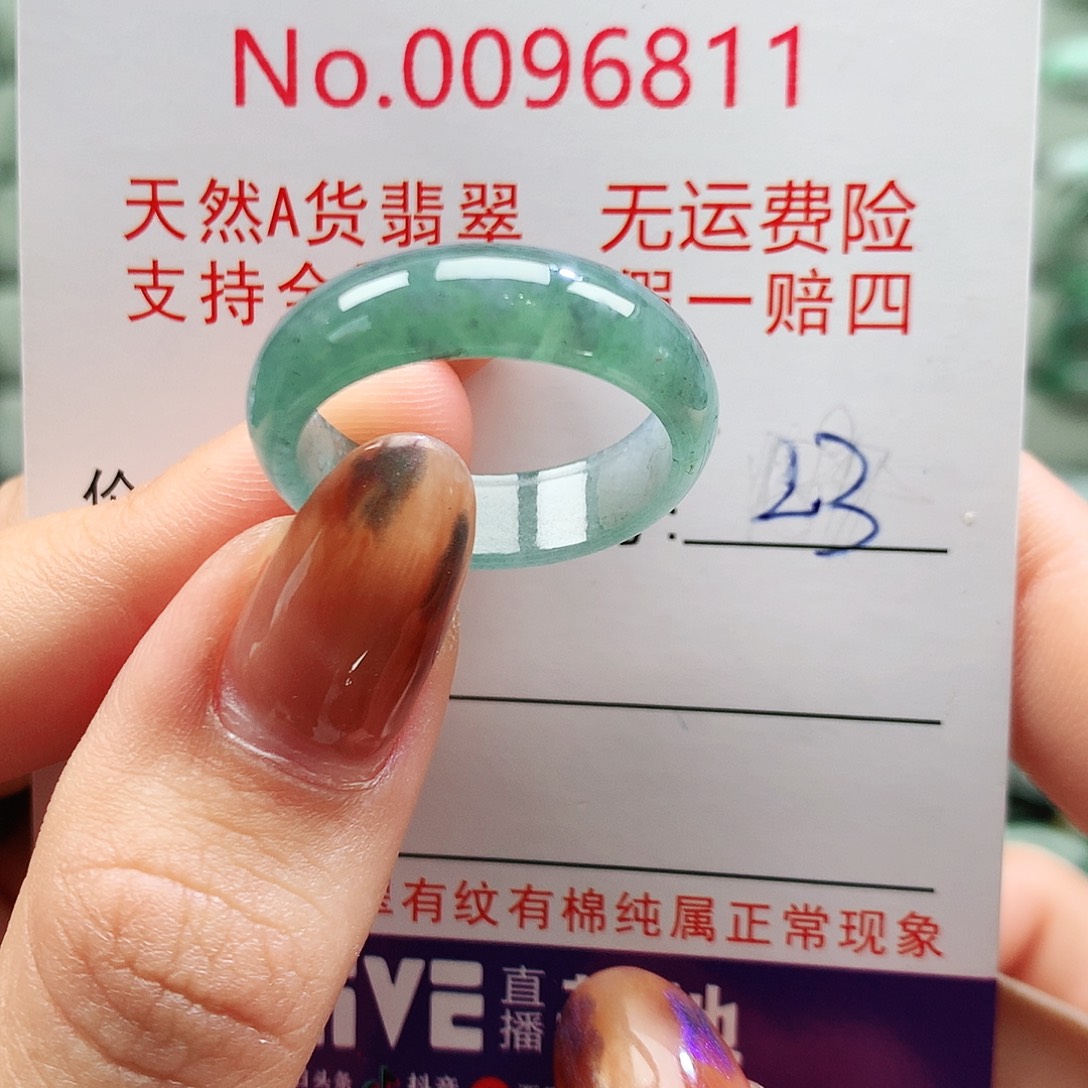 No.0096811
天然A货翡翠 无运费险
支持 一赔四
23
有纹有棉纯属正常现象
直播